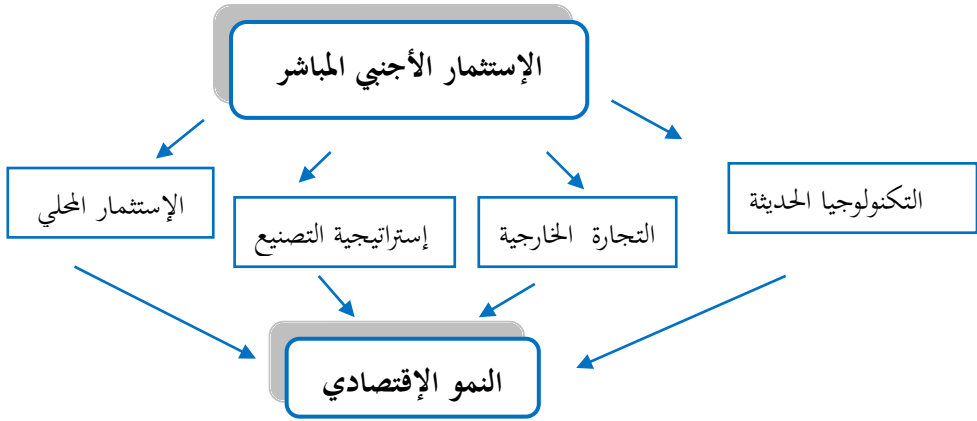 الإستثمار الأجنبي المباشر
التكنولوجيا الحديثة
التجارة الخارجية
إستراتيجية التصنيع
الإستثمار المحلي
النمو الإقتصادي